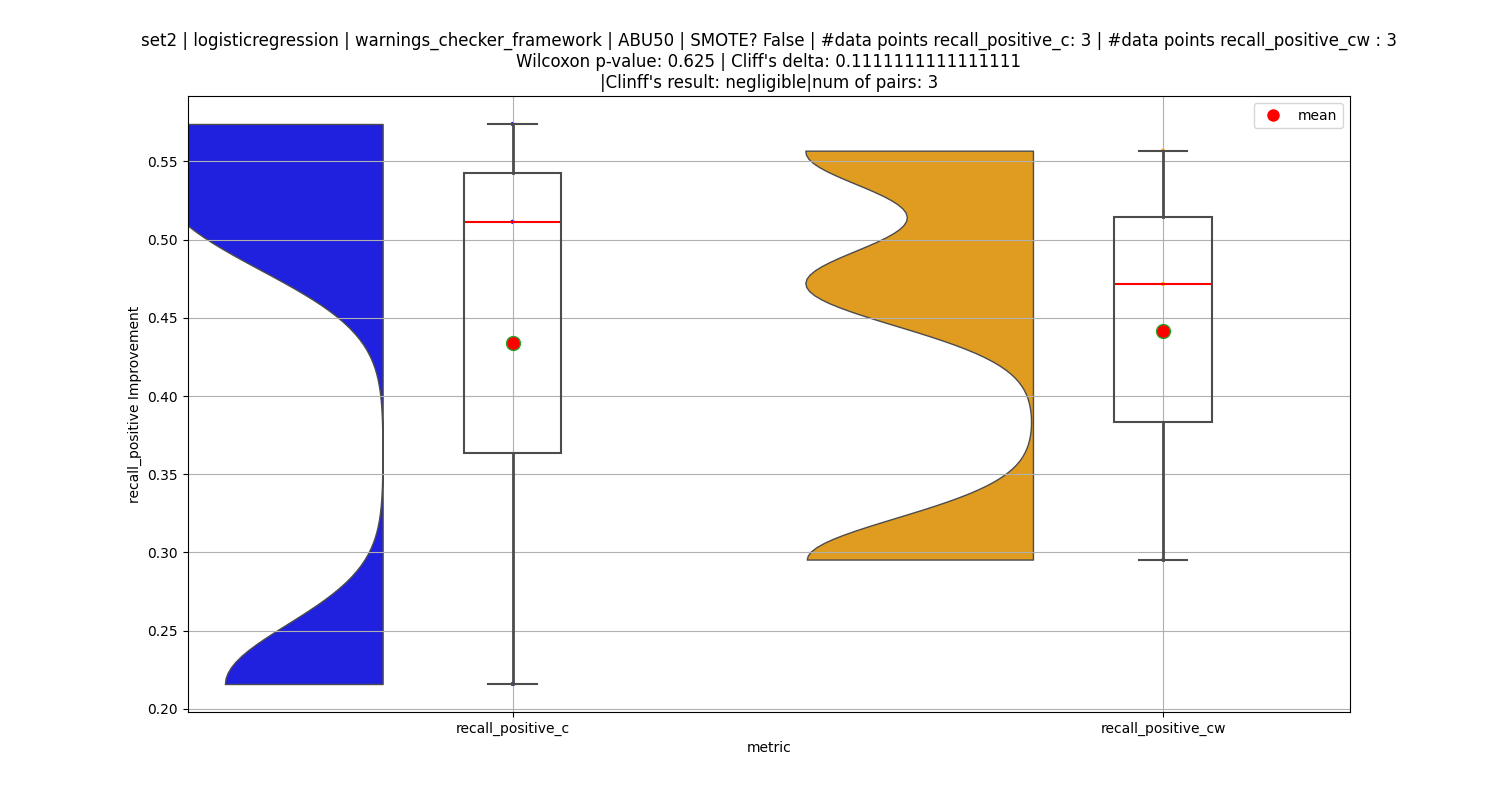 set2 | logisticregression | warnings_checker_framework | ABU50 | SMOTE? False | #data points recall_positive_c: 3 | #data points recall_positive_cw : 3
Wilcoxon p-value: 0.625 | Cliff's delta: 0.1111111111111111
|Clinff's result: negligible|num of pairs: 3
mean
0.55
0.50
0.45
0.40
0.35
0.30
0.25
0.20
recall_positive Improvement
recall_positive_c
recall_positive_cw
metric